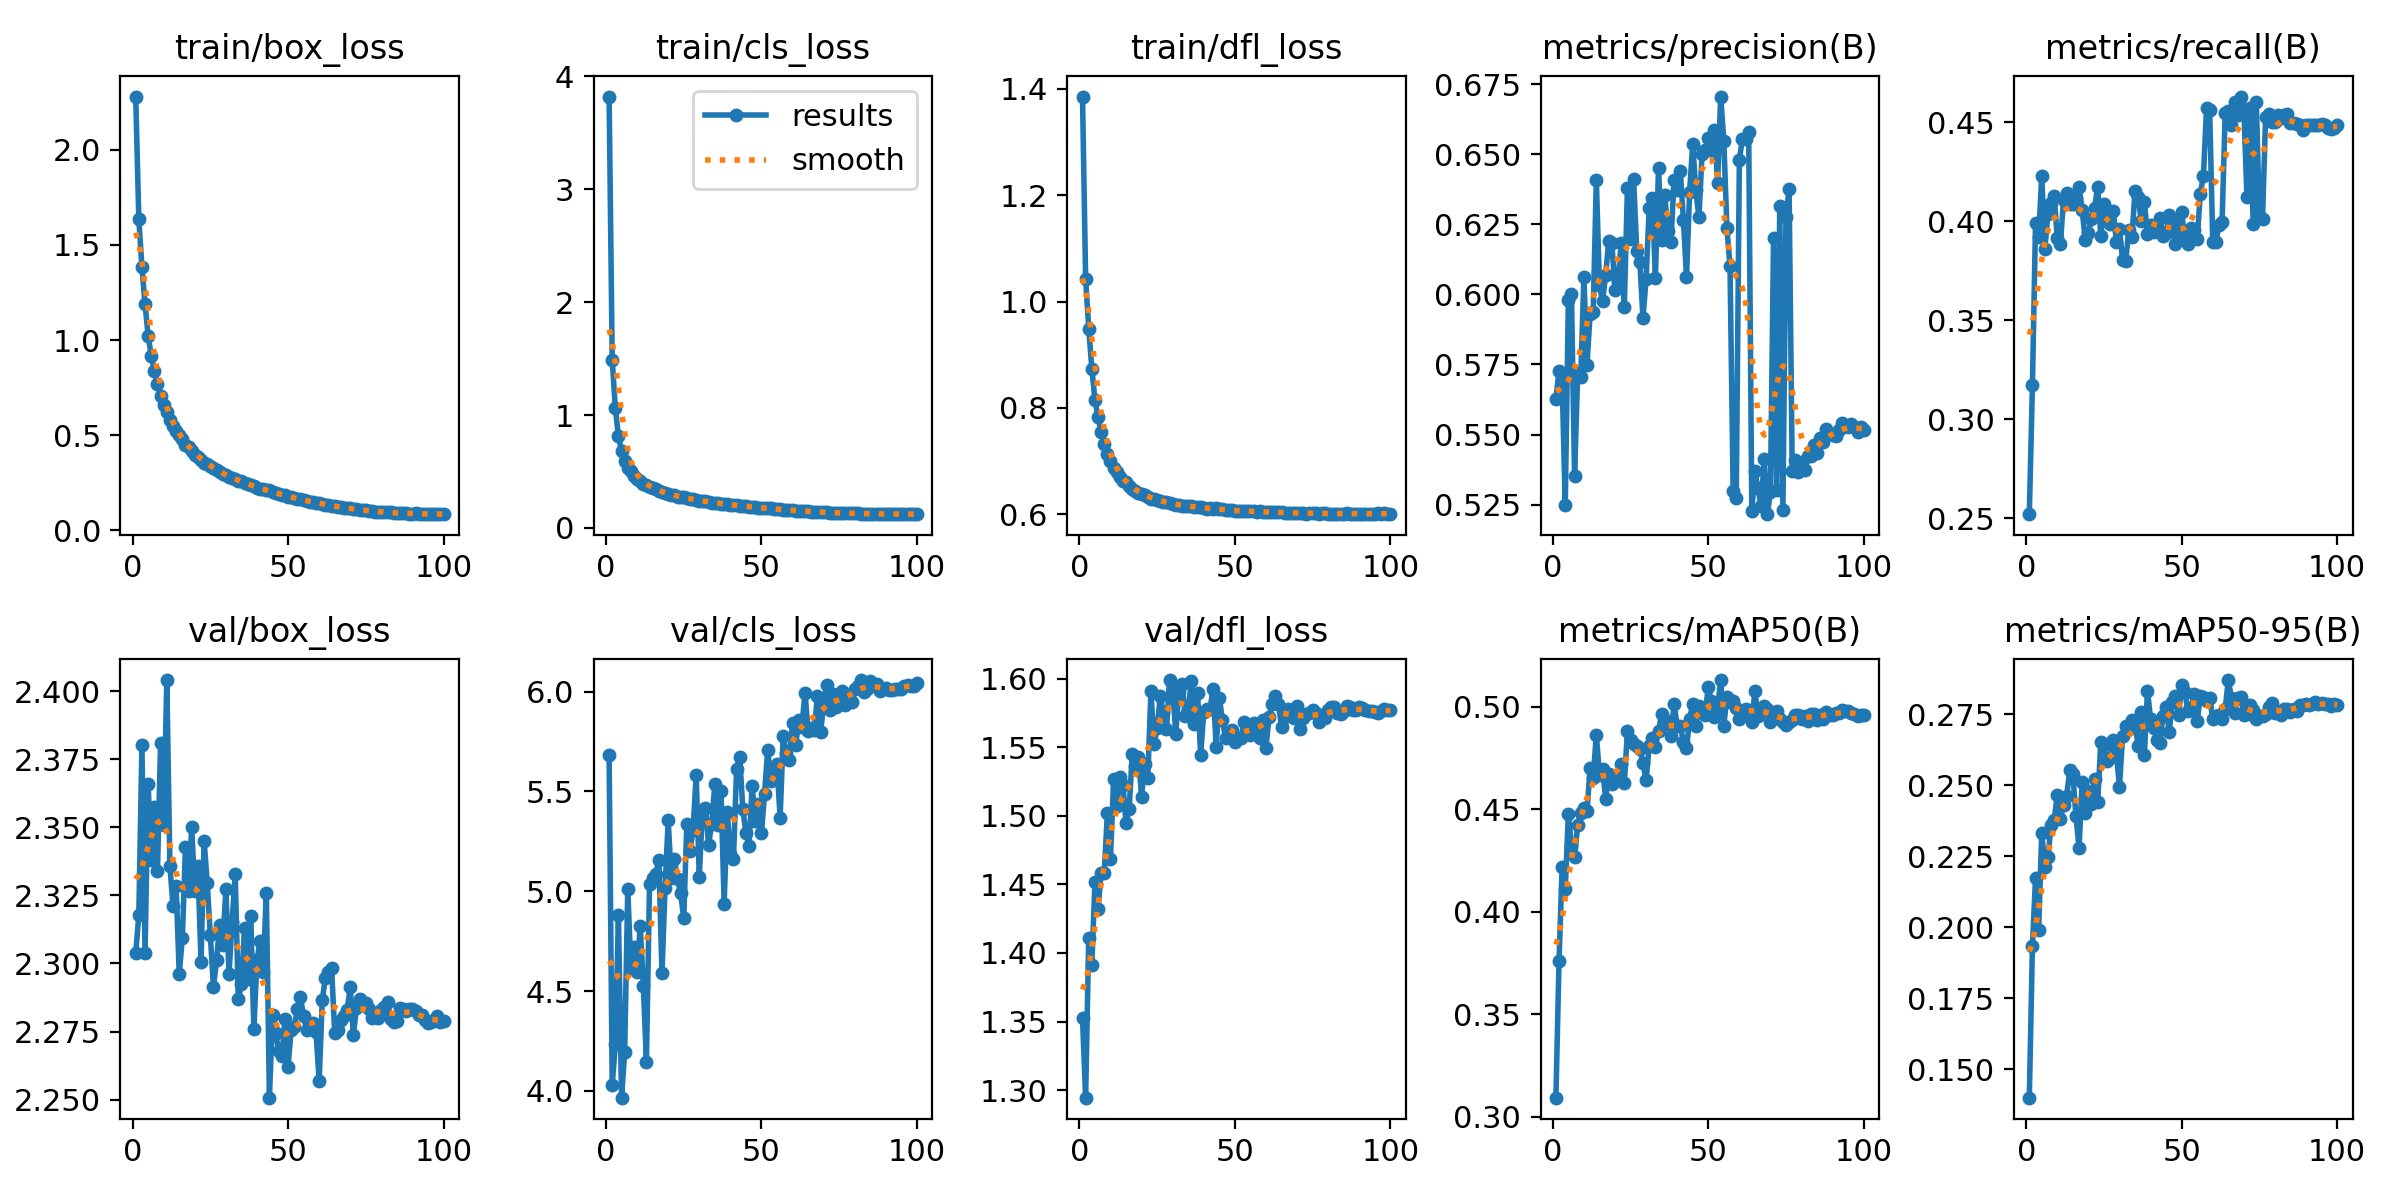 train/box_loss
2.0
1.5
1.0
0.5
0.0
0 50 100
train/cls_loss
4
3
2
1
0
results
smooth
0 50 100
train/dfl_loss
1.4
1.2
1.0
0.8
0.6
0 50 100
metrics/precision(B)
0.675
0.650
0.625
0.600
0.575
0.550
0.525
0 50 100
metrics/recall(B)
0.45
0.40
0.35
0.30
0.25
0 50 100
val/box_loss
2.400
2.375
2.350
2.325
2.300
2.275
2.250
0 50 100
val/cls_loss
6.0
5.5
5.0
4.5
4.0
0 50 100
val/dfl_loss
1.60
1.55
1.50
1.45
1.40
1.35
1.30
0 50 100
metrics/mAP50(B)
0.50
0.45
0.40
0.35
0.30
0 50 100
metrics/mAP50-95(B)
0.275
0.250
0.225
0.200
0.175
0.150
0 50 100